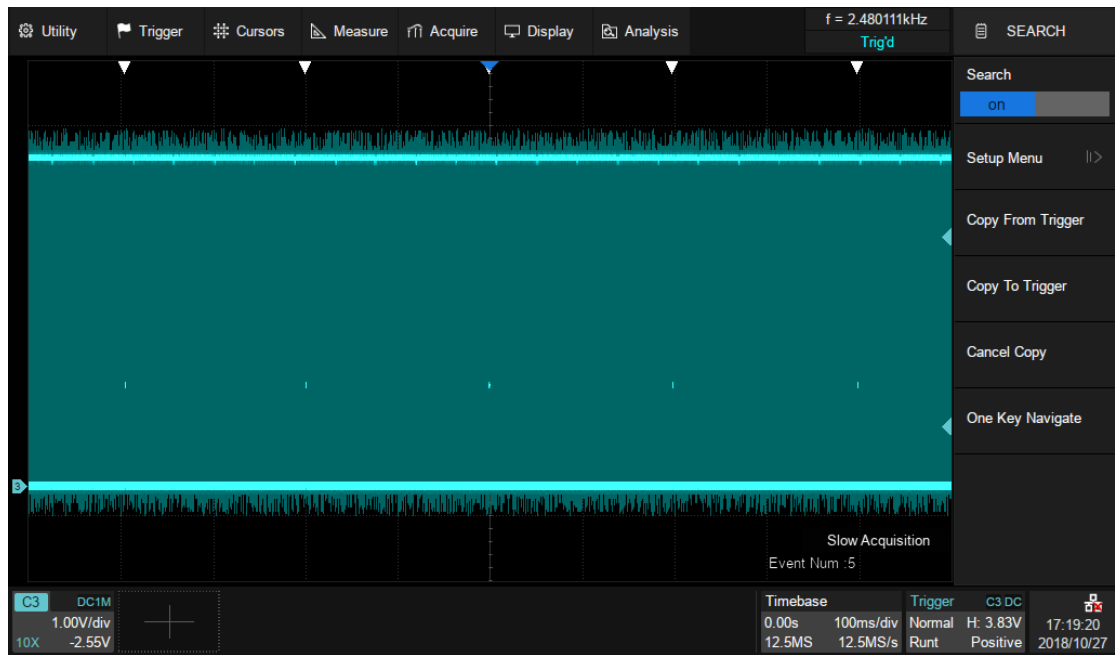 Utility Trigger Cursors Measure Acquire Display Analysis
f = 2.480111kHz
Trig'd
SEARCH
Search
on
Setup Menu
Copy From Trigger
Copy To Trigger
Cancel Copy
One Key Navigate
3
Slow Acquisition
Event Num :5
C3 DC1M
1.00V/div
10X -2.55V
Timebase
0.00s 100ms/div
12.5MS 12.5MS/s
Trigger C3 DC
Normal H: 3.83V
Runt Positive
17:19:20
2018/10/27